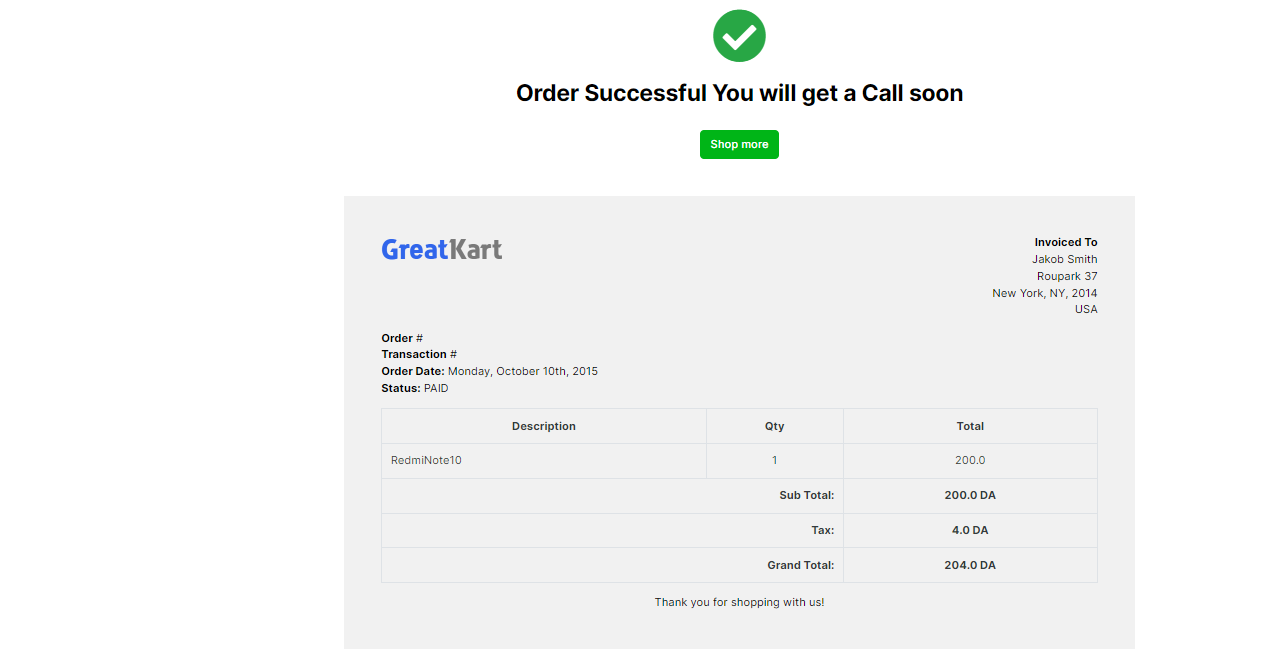 Order Successful You will get a Call soon
Shop more
GreatKart
Invoiced To
Jakob Smith
Roupark 37
New York, NY, 2014
USA
Order #
Transaction #
Order Date: Monday, October 10th, 2015
Status: PAID
Description Qty Total
RedmiNote10 1 200.0
Sub Total: 200.0 DA
Tax: 4.0 DA
Grand Total: 204.0 DA
Thank you for shopping with us!